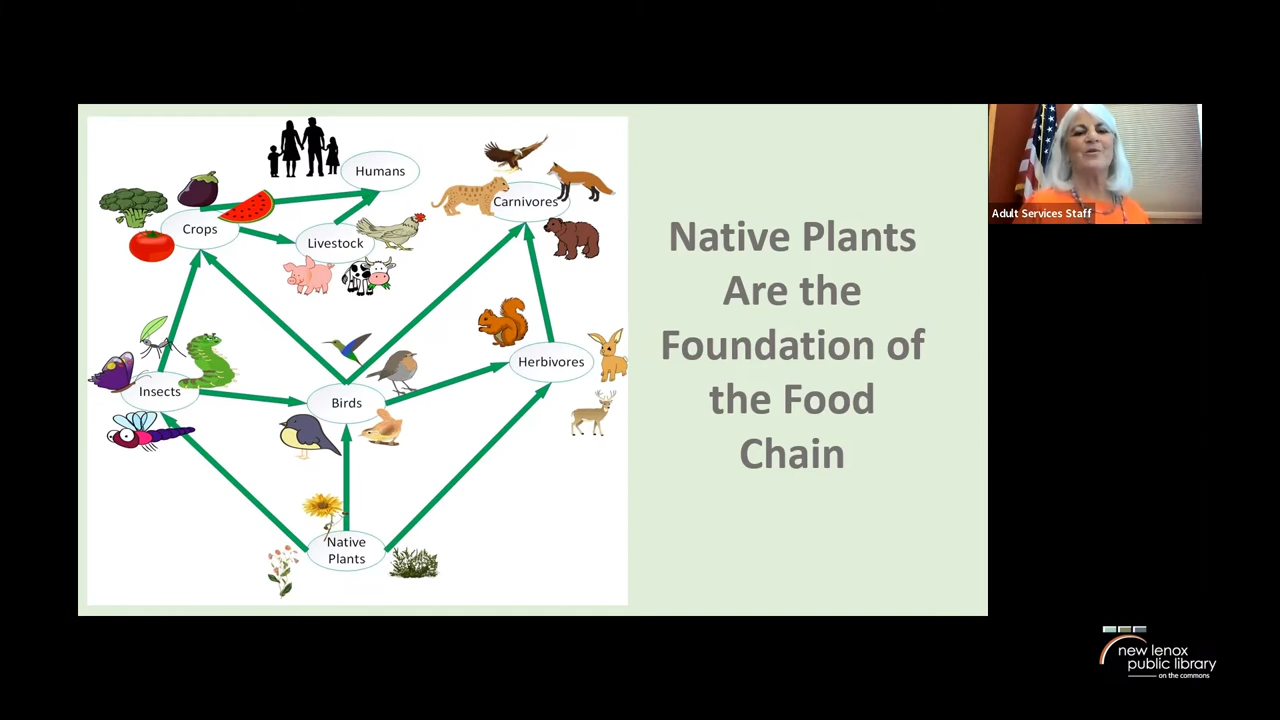 Humans
Carnivores
Crops
Livestock
Herbivores
Insects
Birds
Native
Plants
Native Plants
Are the
Foundation of
the Food
Chain
Adult Services Staff
new lenox
public library
on the commons